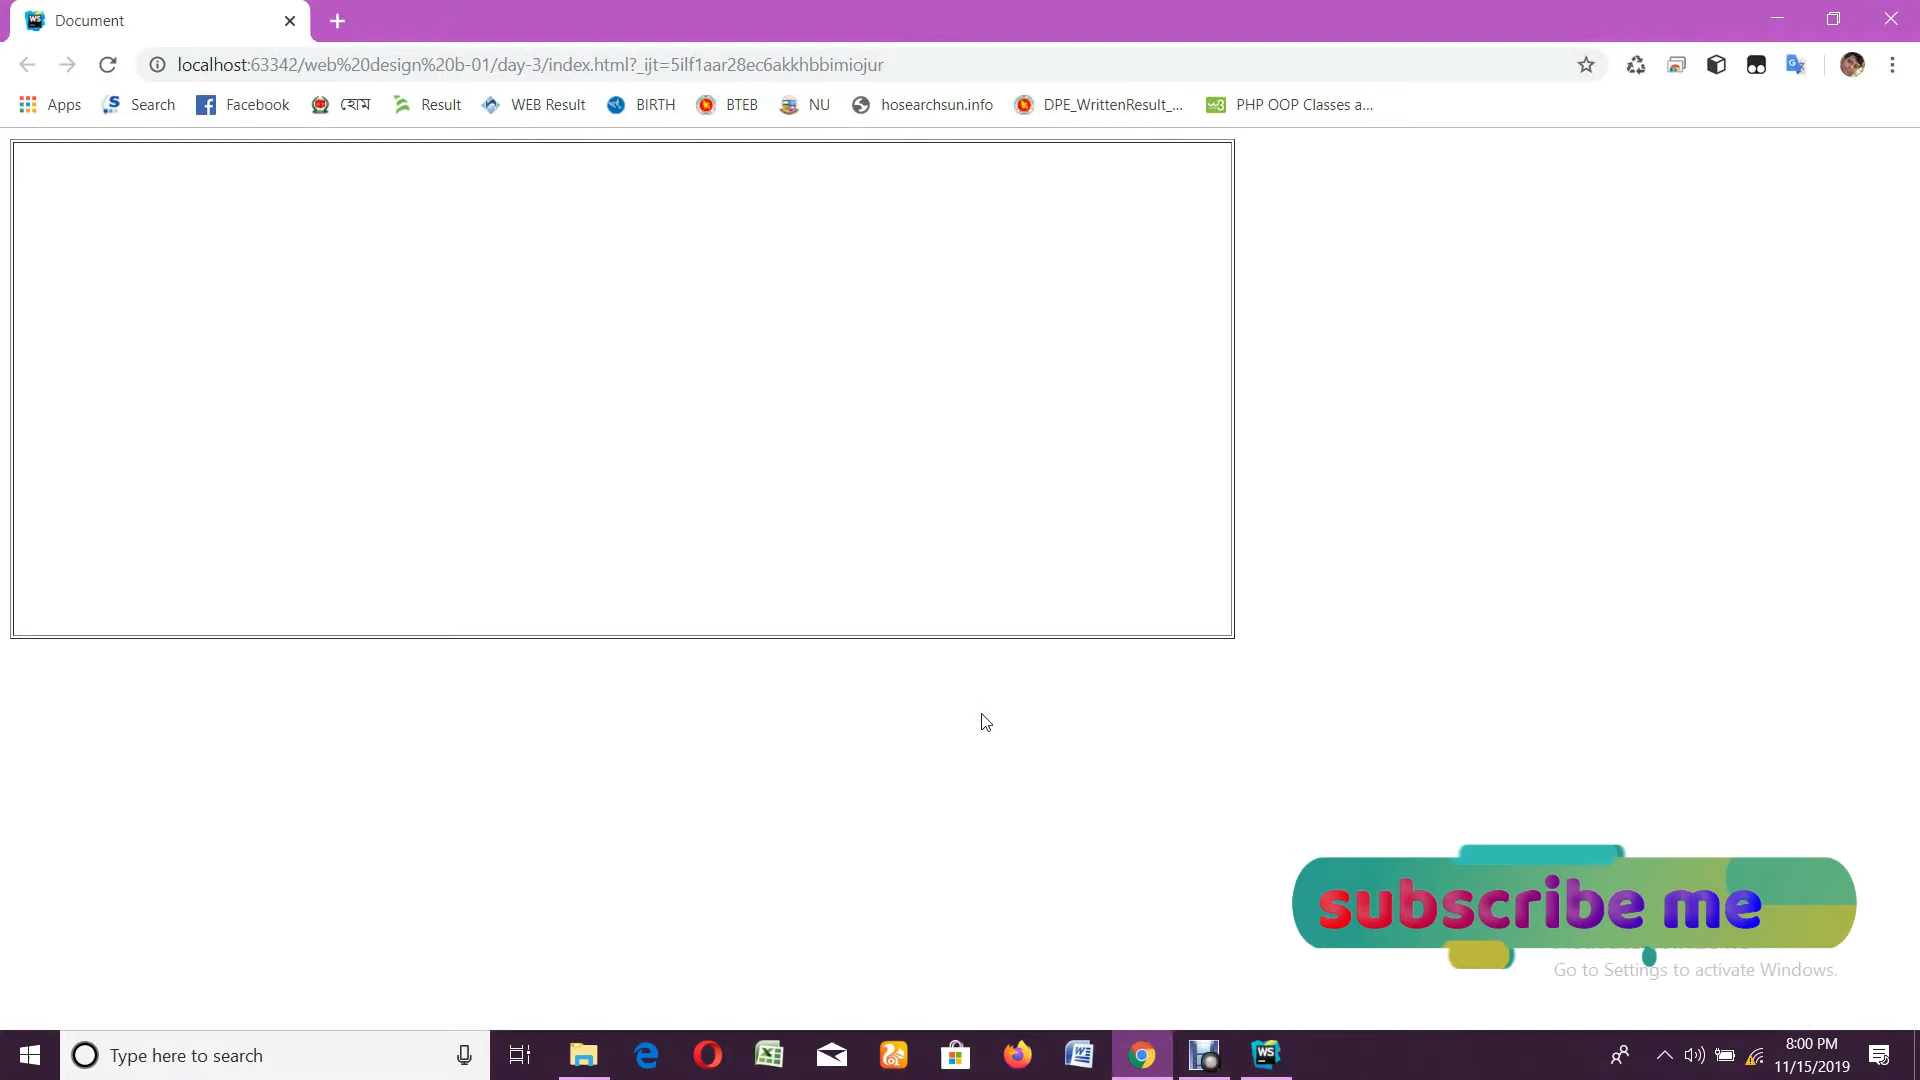 Document
localhost:63342/web%20design%20b-01/day-3/index.html?_ijt=5ilf1aar28ec6akkhbbimiojur
Apps Search Facebook হোম Result WEB Result BIRTH BTEB NU hosearchsun.info DPE_WrittenResult_... PHP OOP Classes a...
subscribe me
Go to Settings to activate Windows.
Type here to search
8:00 PM
11/15/2019